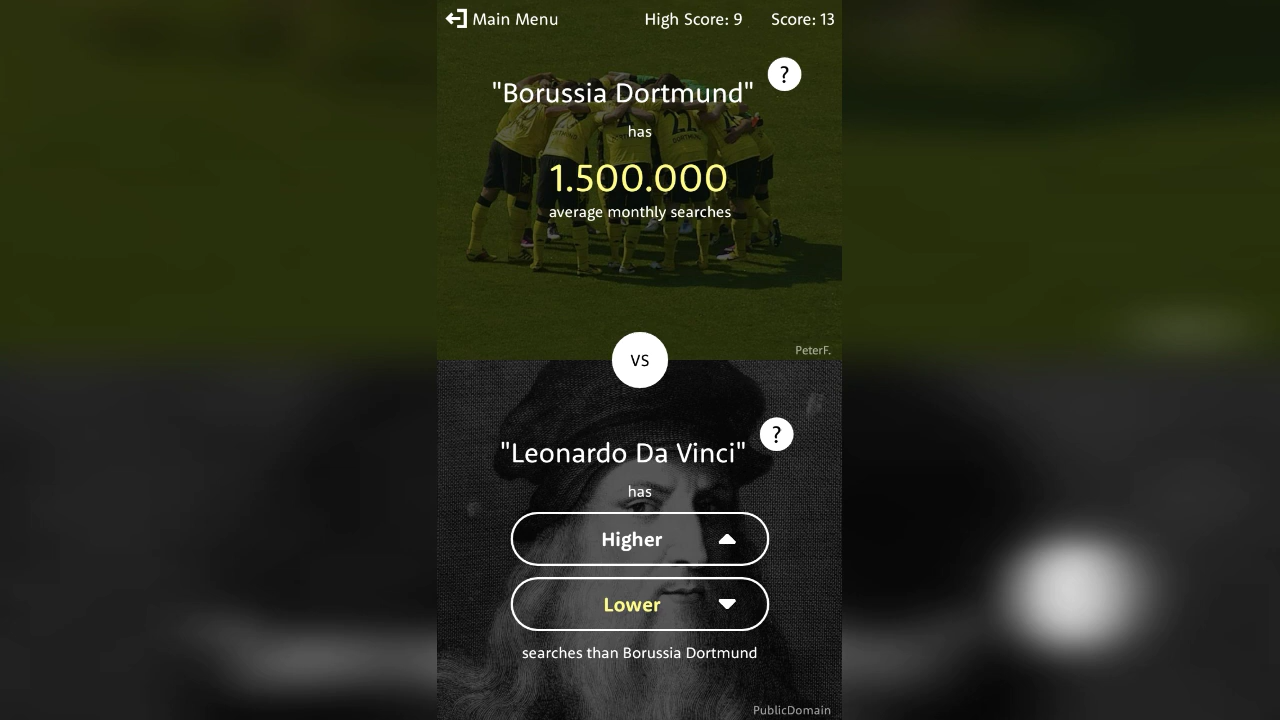 Main Menu High Score: 9 Score: 13
?
"Borussia Dortmund"
has
1.500.000
average monthly searches
PeterF.
VS
?
"Leonardo Da Vinci"
has
Higher
Lower
searches than Borussia Dortmund
PublicDomain